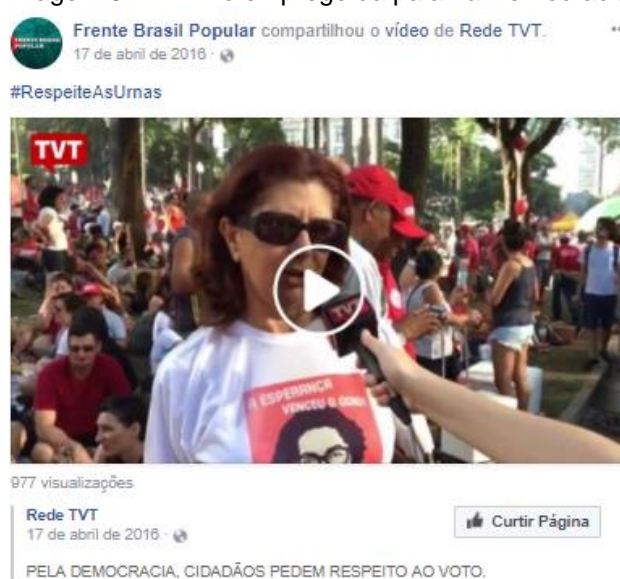 Frente Brasil Popular compartilhou o vídeo de Rede TVT.
17 de abril de 2016
#RespeiteAsUrnas
TVT
TVT
A ESPERANÇA
VENCEU O ÓDIO
977 visualizações
Rede TVT
17 de abril de 2016
Curtir Página
PELA DEMOCRACIA, CIDADÃOS PEDEM RESPEITO AO VOTO.